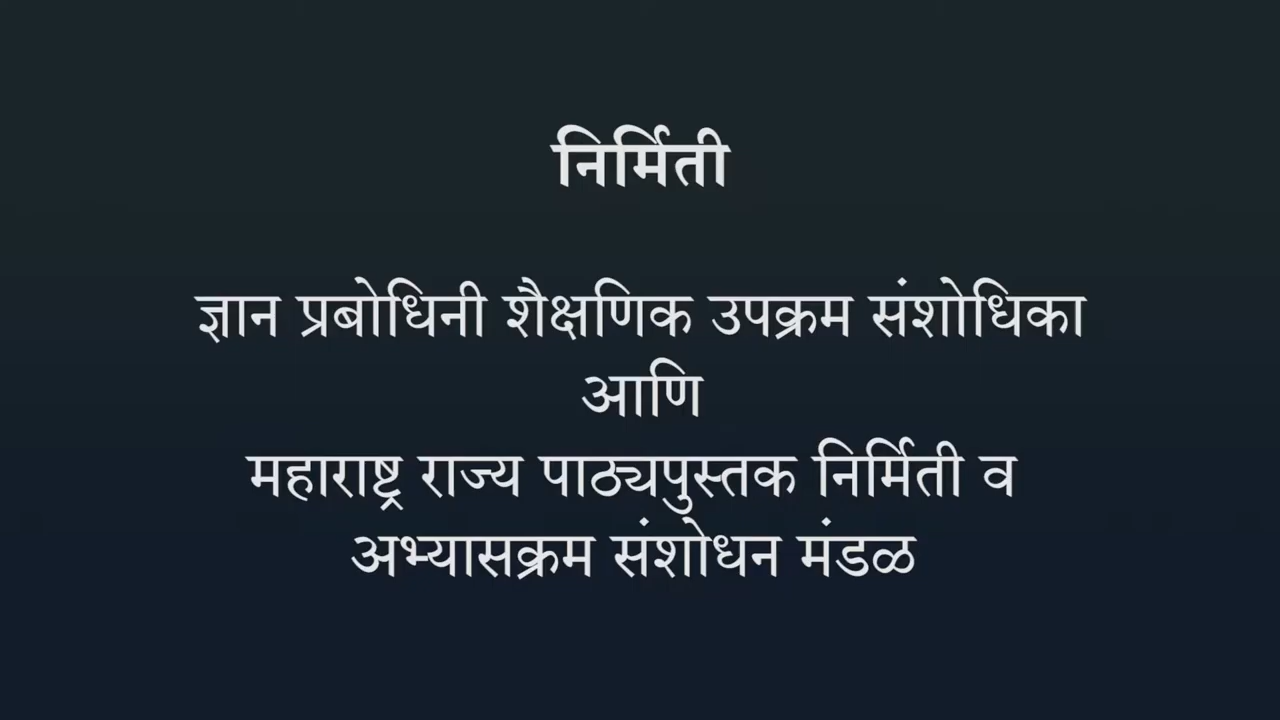 निर्मिती
ज्ञान प्रबोधिनी शैक्षणिक उपक्रम संशोधिका
आणि
महाराष्ट्र राज्य पाठ्यपुस्तक निर्मिती व
अभ्यासक्रम संशोधन मंडळ